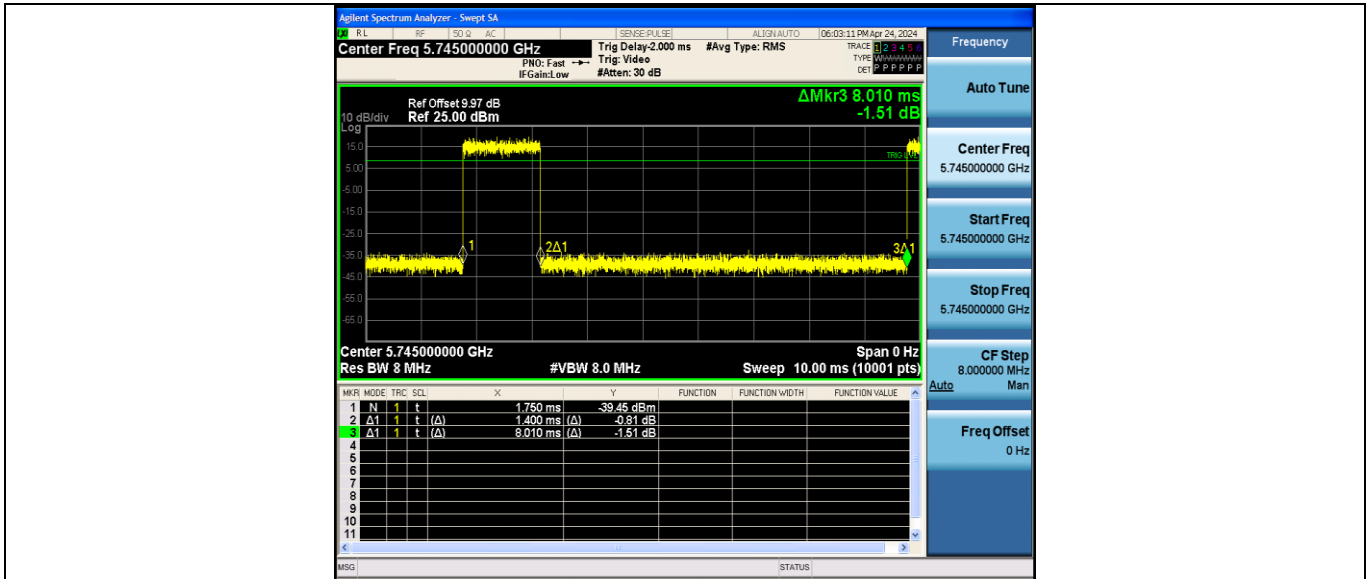 Agilent Spectrum Analyzer - Swept SA
LXI RL RF 50 Ω AC SENSE:PULSE ALIGNAUTO 06:03:11 PM Apr 24, 2024
Center Freq 5.745000000 GHz
PNO: Fast
IFGain:Low
Trig Delay-2.000 ms #Avg Type: RMS
Trig: Video
#Atten: 30 dB
TRACE 1 2 3 4 5 6
TYPE
DET P P P P P P
ΔMkr3 8.010 ms
-1.51 dB
Ref Offset 9.97 dB
10 dB/div Ref 25.00 dBm
Log
15.0
5.00
-5.00
-15.0
-25.0
-35.0
-45.0
-55.0
-65.0
1
2Δ1
3Δ1
Center 5.745000000 GHz Span 0 Hz
Res BW 8 MHz #VBW 8.0 MHz Sweep 10.00 ms (10001 pts)
MKR MODE TRC SCL X Y FUNCTION FUNCTION WIDTH FUNCTION VALUE
1 N 1 t 1.750 ms -39.45 dBm
2 Δ1 1 t (Δ) 1.400 ms (Δ) -0.81 dB
3 Δ1 1 t (Δ) 8.010 ms (Δ) -1.51 dB
4
5
6
7
8
9
10
11
MSG STATUS
Frequency
Auto Tune
Center Freq
5.745000000 GHz
Start Freq
5.745000000 GHz
Stop Freq
5.745000000 GHz
CF Step
8.000000 MHz
Auto Man
Freq Offset
0 Hz